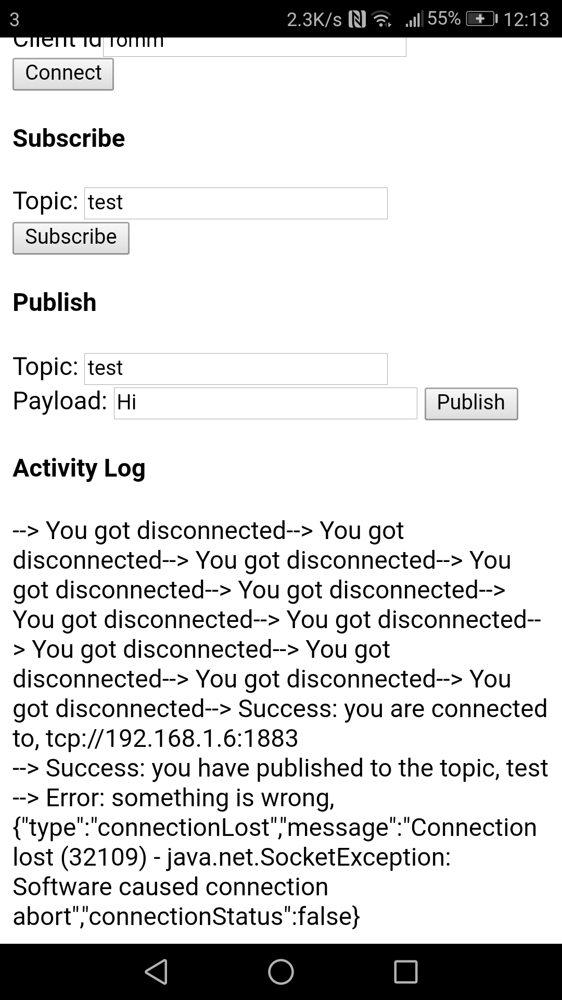 3 2.3K/s 55% 12:13
Client Id romm
Connect
Subscribe
Topic: test
Subscribe
Publish
Topic: test
Payload: Hi Publish
Activity Log
--> You got disconnected--> You got
disconnected--> You got disconnected--> You
got disconnected--> You got disconnected-->
You got disconnected--> You got disconnected--
> You got disconnected--> You got
disconnected--> You got disconnected--> You
got disconnected--> Success: you are connected
to, tcp://192.168.1.6:1883
--> Success: you have published to the topic, test
--> Error: something is wrong,
{"type":"connectionLost","message":"Connection
lost (32109) - java.net.SocketException:
Software caused connection
abort","connectionStatus":false}